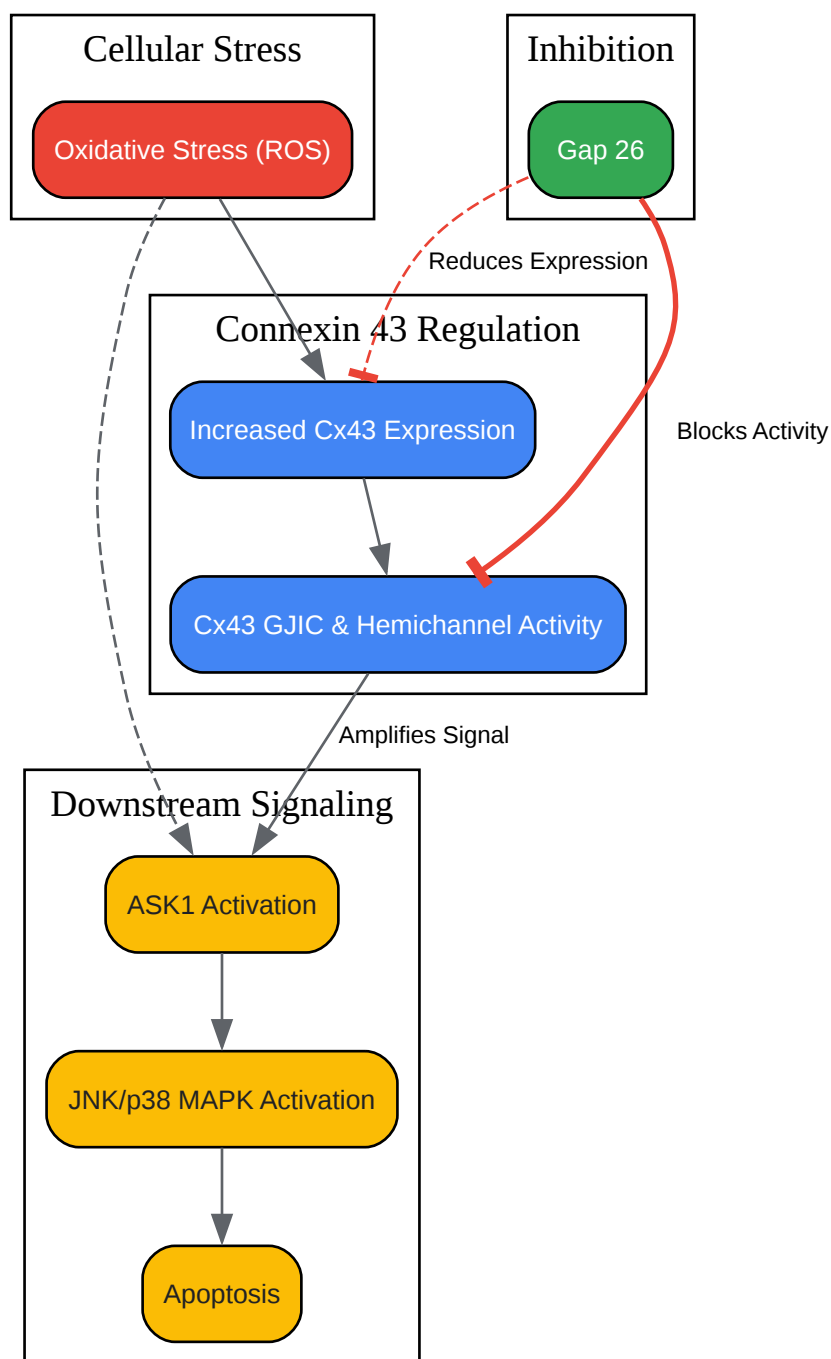 Cellular Stress
Inhibition
Oxidative Stress (ROS)
Gap 26
Reduces Expression
Connexin 43 Regulation
Increased Cx43 Expression
Blocks Activity
Cx43 GJIC & Hemichannel Activity
Amplifies Signal
Downstream Signaling
ASK1 Activation
JNK/p38 MAPK Activation
Apoptosis